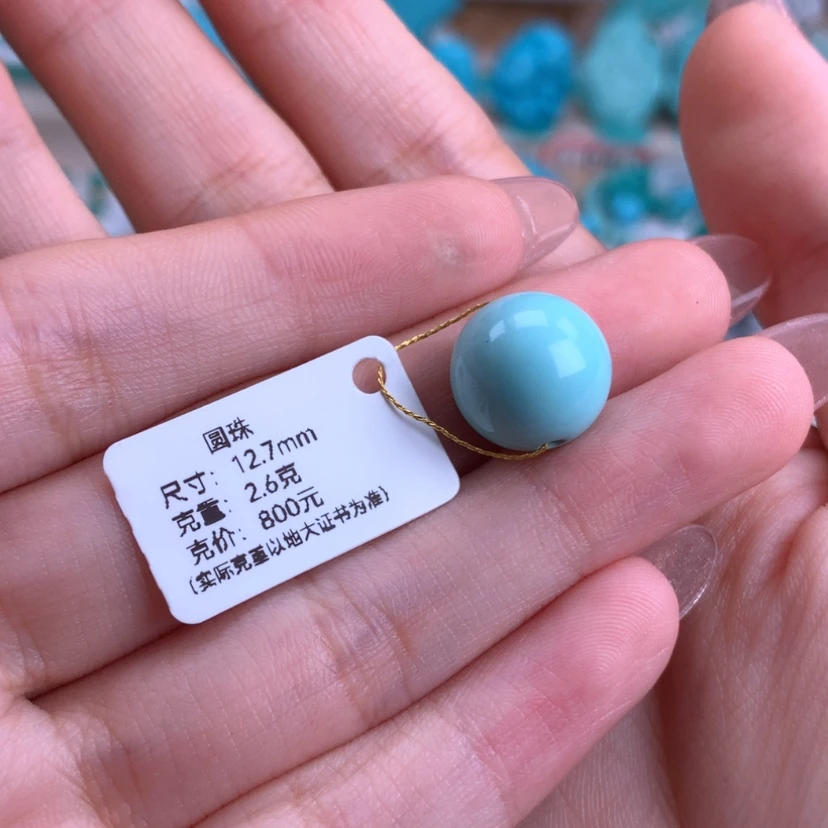 圆珠
尺寸：12.7mm
克重：2.6克
克价：800元
(实际克重以地大证书为准)